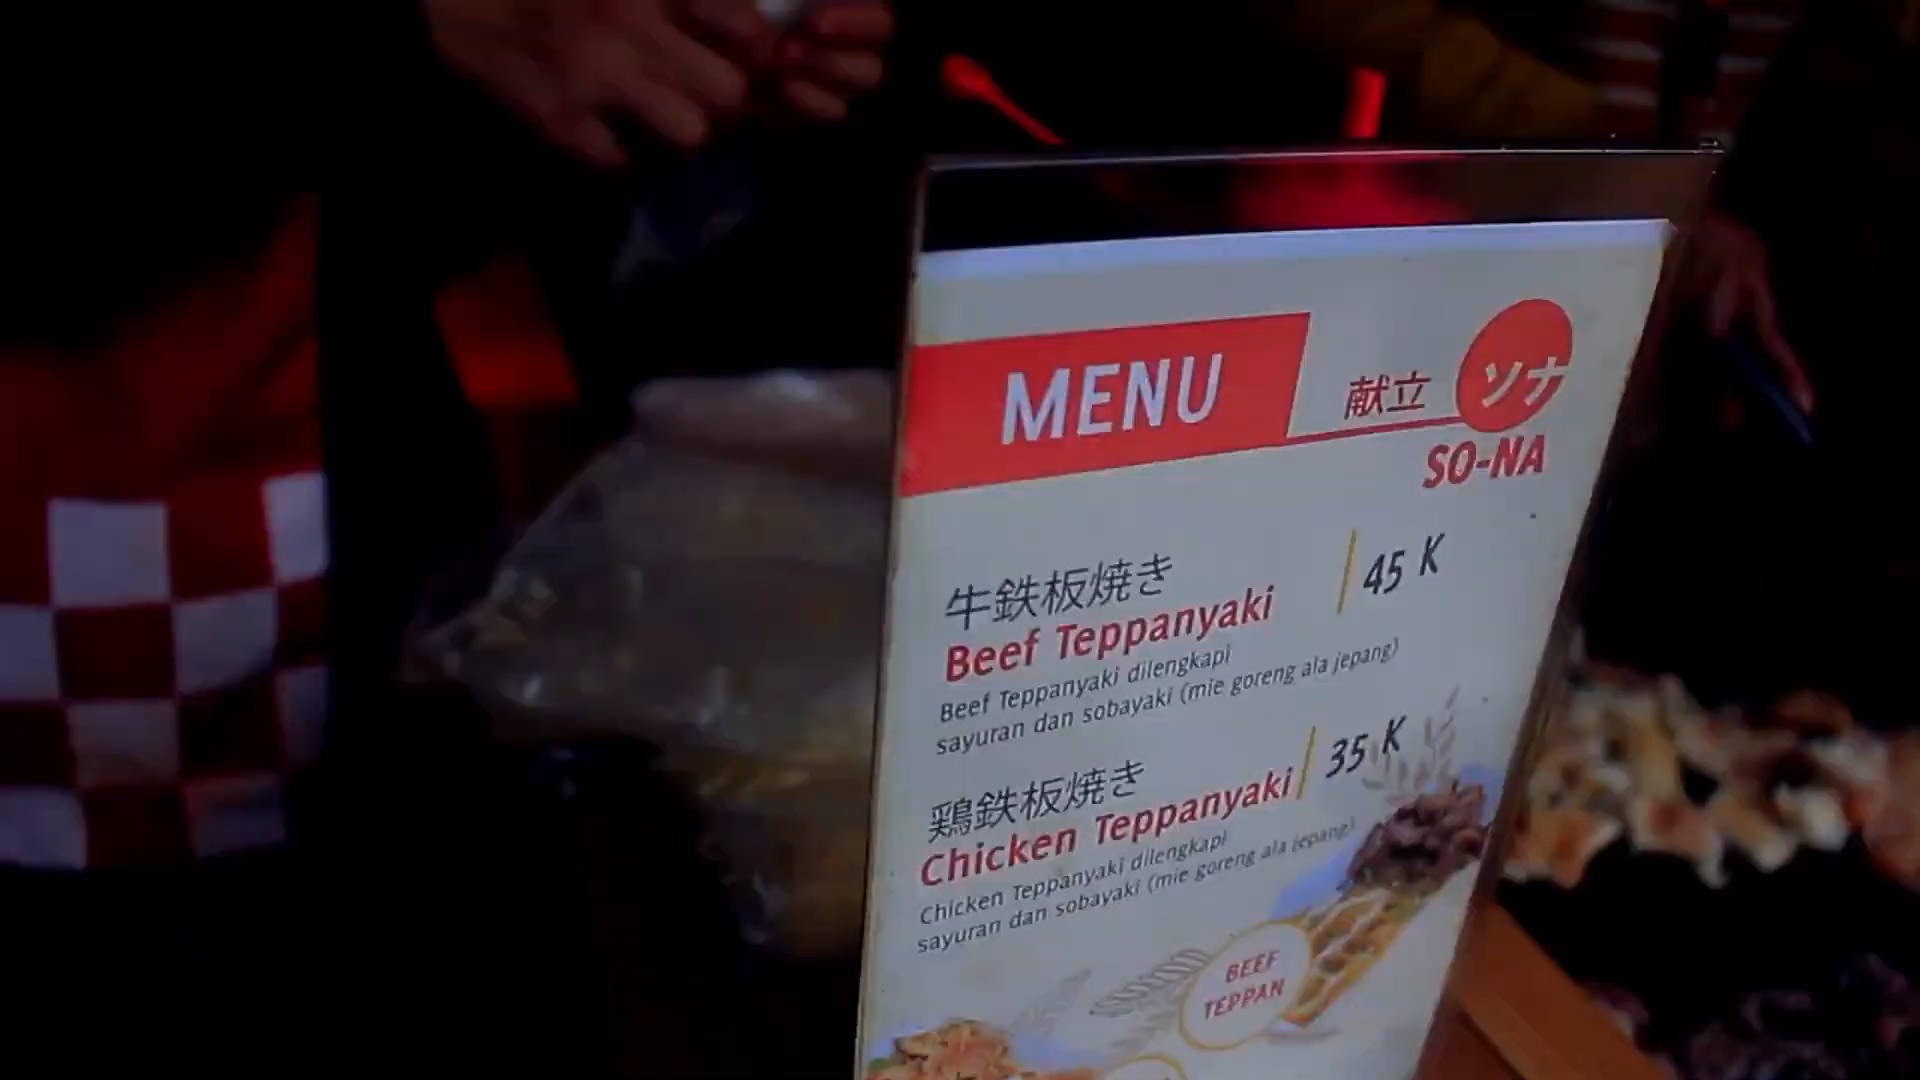 MENU
献立
ソナ
SO-NA
牛鉄板焼き
45 K
Beef Teppanyaki
Beef Teppanyaki dilengkapi
sayuran dan sobayaki (mie goreng ala jepang)
鶏鉄板焼き
35 K
Chicken Teppanyaki
Chicken Teppanyaki dilengkapi
sayuran dan sobayaki (mie goreng ala jepang)
BEEF
TEPPAN